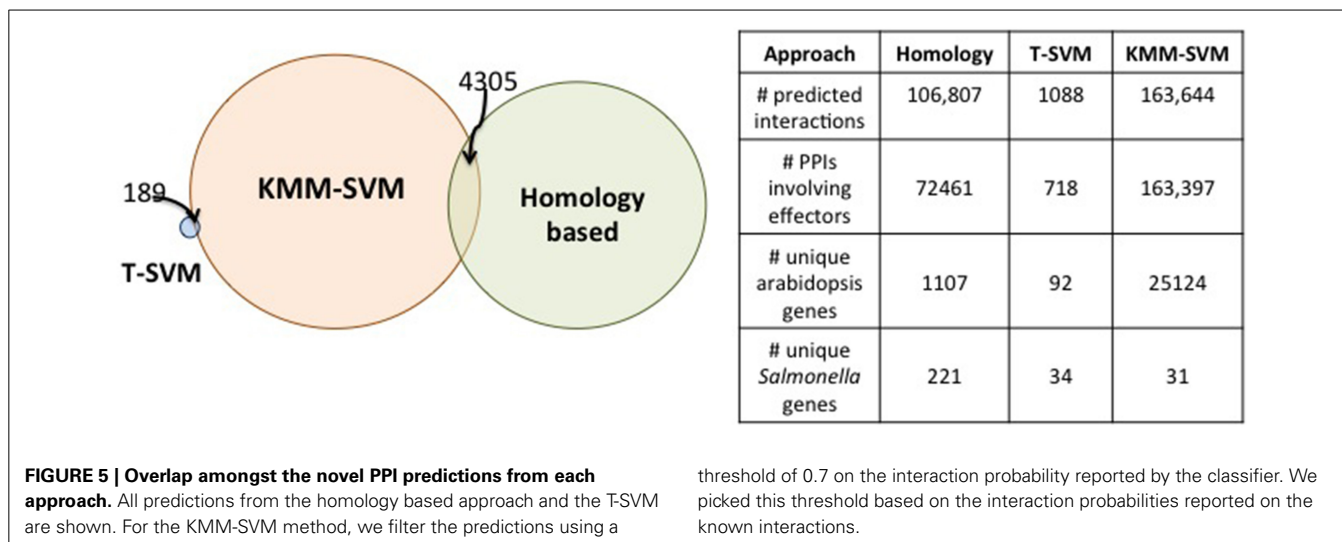 4305
189
KMM-SVM
Homology
based
T-SVM
Approach Homology T-SVM KMM-SVM
# predicted
interactions 106,807 1088 163,644
# PPIs
involving
effectors 72461 718 163,397
# unique
arabidopsis
genes 1107 92 25124
# unique
Salmonella
genes 221 34 31
FIGURE 5 | Overlap amongst the novel PPI predictions from each
approach. All predictions from the homology based approach and the T-SVM
are shown. For the KMM-SVM method, we filter the predictions using a
threshold of 0.7 on the interaction probability reported by the classifier. We
picked this threshold based on the interaction probabilities reported on the
known interactions.